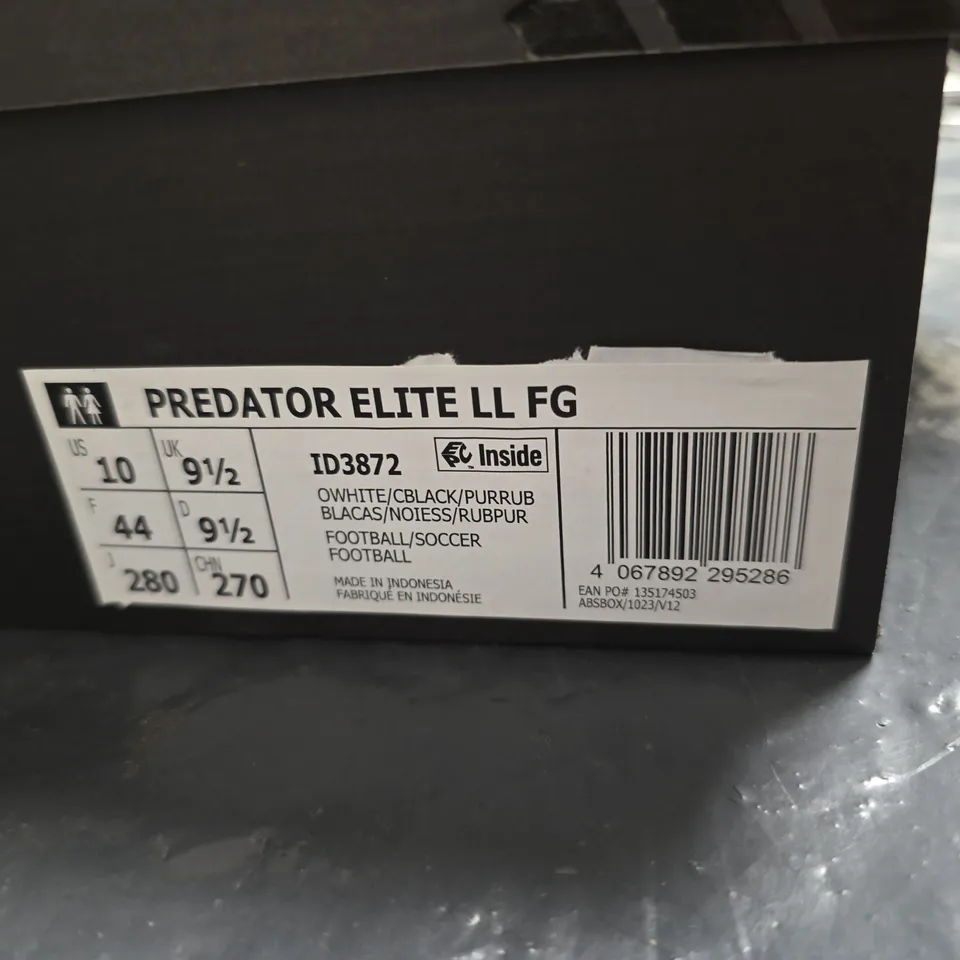 PREDATOR ELITE LL FG
US 10 UK 9½
F 44 D 9½
J 280 CHN 270
ID3872
Inside
OWHITE/CBLACK/PURRUB
BLACAS/NOIESS/RUBPUR
FOOTBALL/SOCCER
FOOTBALL
MADE IN INDONESIA
FABRIQUÉ EN INDONÉSIE
4 067892 295286
EAN PO# 135174503
ABSBOX/1023/V12